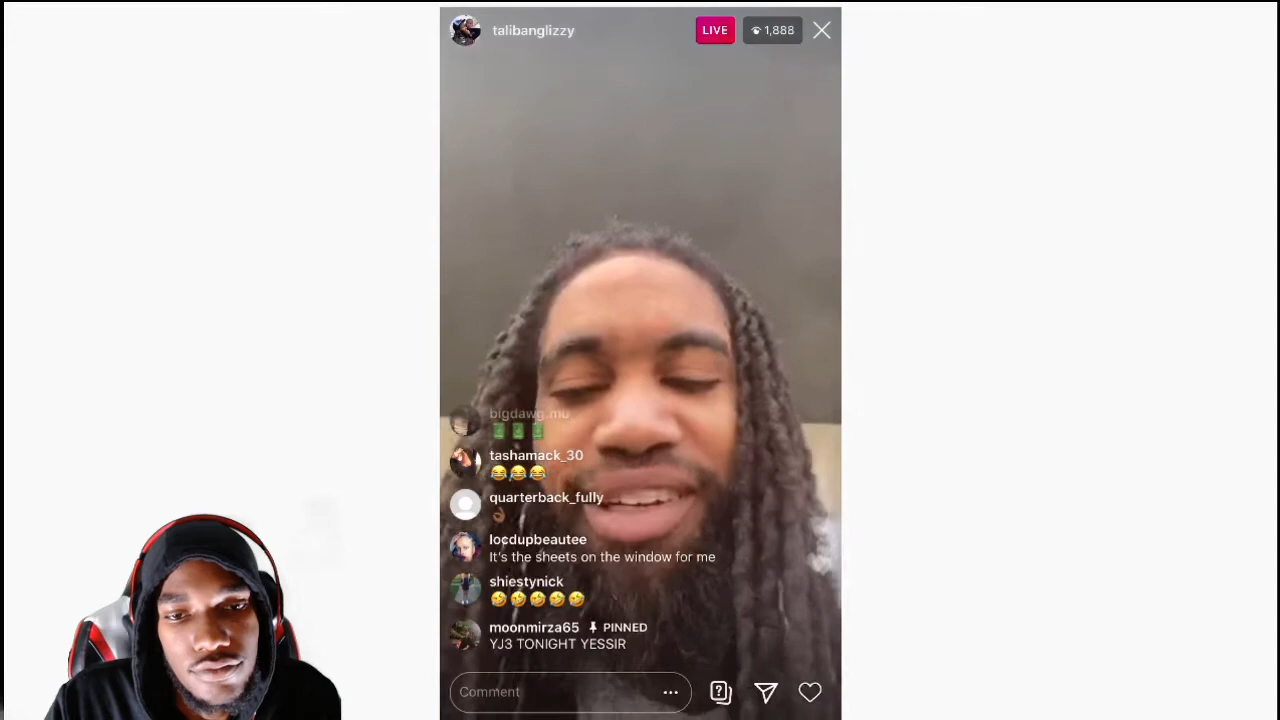 talibanglizzy
LIVE
1,888
bigdawg.mu
tashamack_30
😂😂😂
quarterback_fully
👌🏾
locdupbeautee
It's the sheets on the window for me
shiestynick
🤣🤣🤣🤣🤣
moonmirza65 PINNED
YJ3 TONIGHT YESSIR
Comment